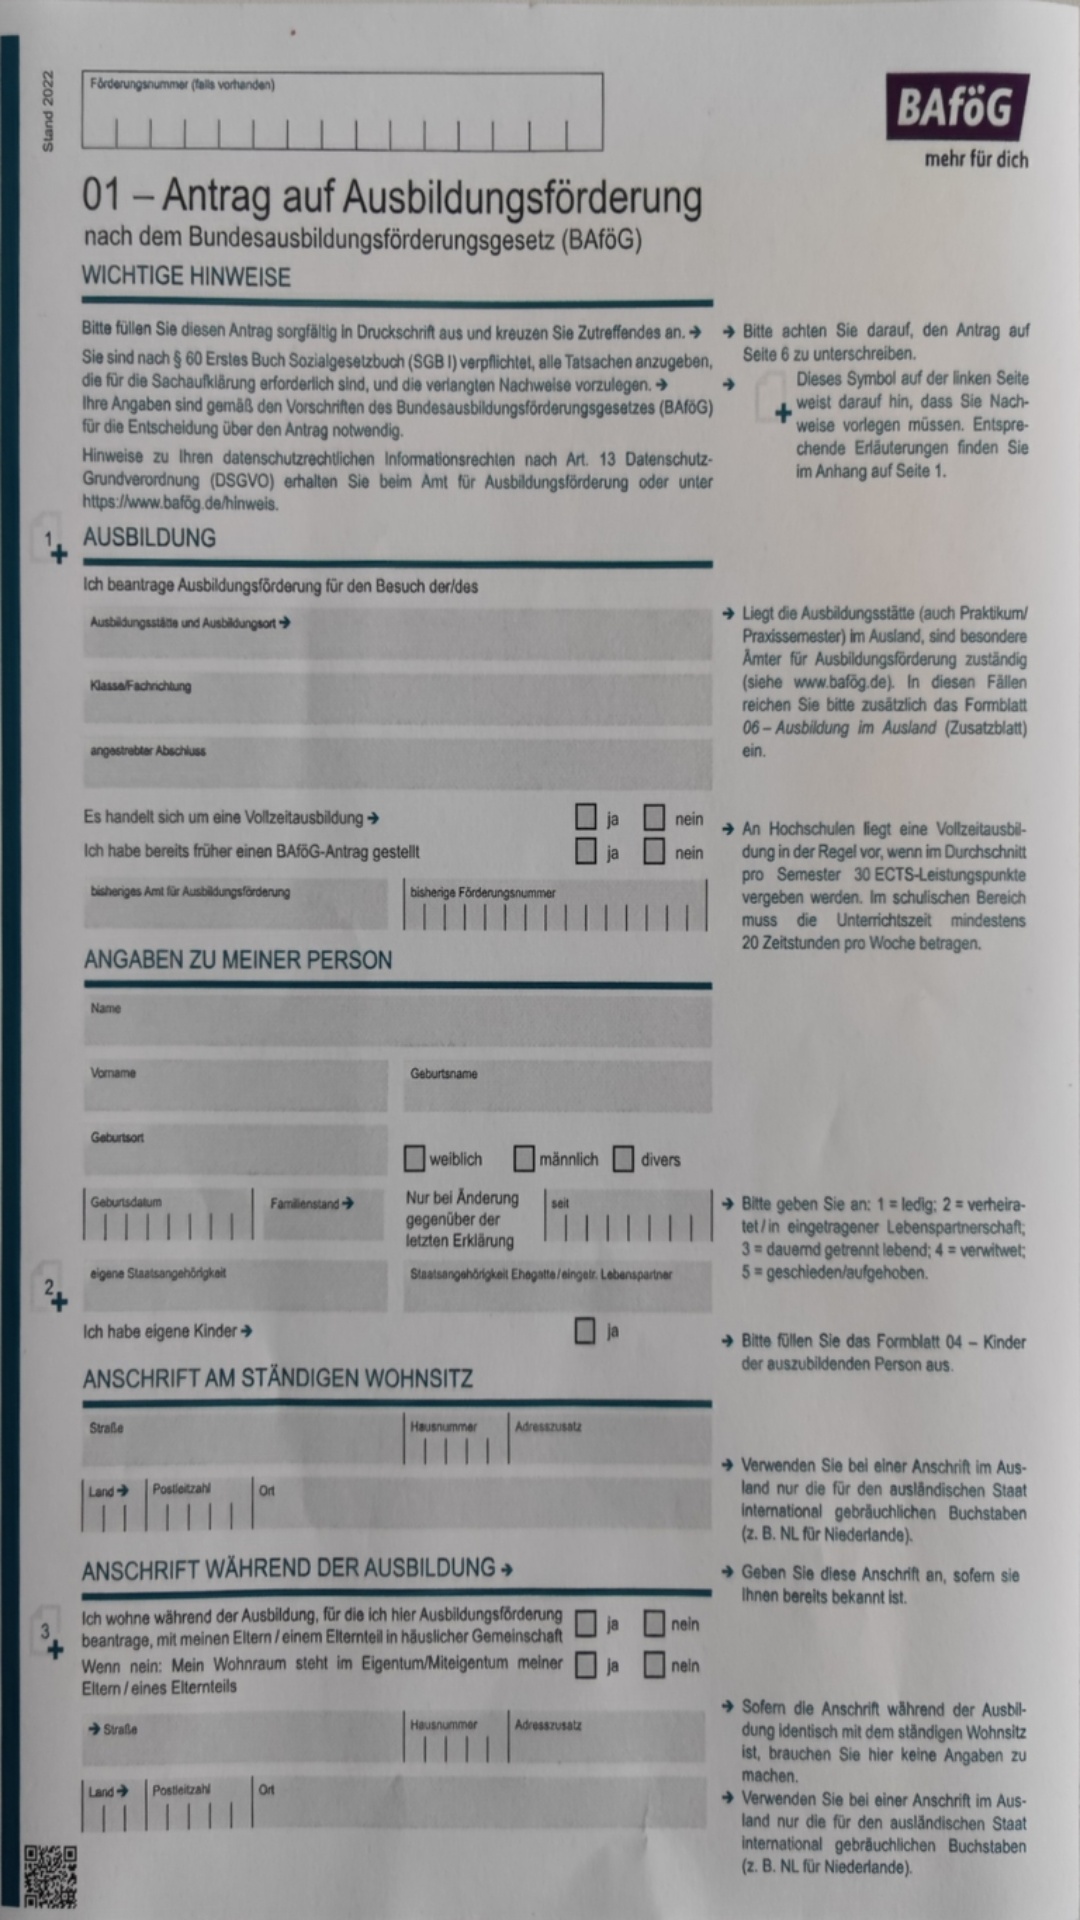 Stand 2022
Förderungsnummer (falls vorhanden)
BAföG
mehr für dich
01 – Antrag auf Ausbildungsförderung
nach dem Bundesausbildungsförderungsgesetz (BAföG)
WICHTIGE HINWEISE
Bitte füllen Sie diesen Antrag sorgfältig in Druckschrift aus und kreuzen Sie Zutreffendes an. →
Sie sind nach § 60 Erstes Buch Sozialgesetzbuch (SGB I) verpflichtet, alle Tatsachen anzugeben,
die für die Sachaufklärung erforderlich sind, und die verlangten Nachweise vorzulegen. →
Ihre Angaben sind gemäß den Vorschriften des Bundesausbildungsförderungsgesetzes (BAföG)
für die Entscheidung über den Antrag notwendig.
Hinweise zu Ihren datenschutzrechtlichen Informationsrechten nach Art. 13 Datenschutz-
Grundverordnung (DSGVO) erhalten Sie beim Amt für Ausbildungsförderung oder unter
https://www.bafög.de/hinweis.
→ Bitte achten Sie darauf, den Antrag auf
Seite 6 zu unterschreiben.
→ Dieses Symbol auf der linken Seite
weist darauf hin, dass Sie Nach-
weise vorlegen müssen. Entspre-
chende Erläuterungen finden Sie
im Anhang auf Seite 1.
1 AUSBILDUNG
Ich beantrage Ausbildungsförderung für den Besuch der/des
Ausbildungsstätte und Ausbildungsort →
Klasse/Fachrichtung
angestrebter Abschluss
→ Liegt die Ausbildungsstätte (auch Praktikum/
Praxissemester) im Ausland, sind besondere
Ämter für Ausbildungsförderung zuständig
(siehe www.bafög.de). In diesen Fällen
reichen Sie bitte zusätzlich das Formblatt
06 – Ausbildung im Ausland (Zusatzblatt)
ein.
Es handelt sich um eine Vollzeitausbildung → ja nein
Ich habe bereits früher einen BAföG-Antrag gestellt ja nein
bisheriges Amt für Ausbildungsförderung bisherige Förderungsnummer
→ An Hochschulen liegt eine Vollzeitausbil-
dung in der Regel vor, wenn im Durchschnitt
pro Semester 30 ECTS-Leistungspunkte
vergeben werden. Im schulischen Bereich
muss die Unterrichtszeit mindestens
20 Zeitstunden pro Woche betragen.
ANGABEN ZU MEINER PERSON
Name
Vorname Geburtsname
Geburtsort weiblich männlich divers
Geburtsdatum Familienstand → Nur bei Änderung
gegenüber der
letzten Erklärung seit
→ Bitte geben Sie an: 1 = ledig; 2 = verheira-
tet / in eingetragener Lebenspartnerschaft;
3 = dauernd getrennt lebend; 4 = verwitwet;
5 = geschieden/aufgehoben.
2 eigene Staatsangehörigkeit Staatsangehörigkeit Ehegatte / eingetr. Lebenspartner
Ich habe eigene Kinder → ja
→ Bitte füllen Sie das Formblatt 04 – Kinder
der auszubildenden Person aus.
ANSCHRIFT AM STÄNDIGEN WOHNSITZ
Straße Hausnummer Adresszusatz
Land → Postleitzahl Ort
→ Verwenden Sie bei einer Anschrift im Aus-
land nur die für den ausländischen Staat
international gebräuchlichen Buchstaben
(z. B. NL für Niederlande).
ANSCHRIFT WÄHREND DER AUSBILDUNG →
→ Geben Sie diese Anschrift an, sofern sie
Ihnen bereits bekannt ist.
3 Ich wohne während der Ausbildung, für die ich hier Ausbildungsförderung
beantrage, mit meinen Eltern / einem Elternteil in häuslicher Gemeinschaft ja nein
Wenn nein: Mein Wohnraum steht im Eigentum/Miteigentum meiner
Eltern / eines Elternteils ja nein
→ Straße Hausnummer Adresszusatz
Land → Postleitzahl Ort
→ Sofern die Anschrift während der Ausbil-
dung identisch mit dem ständigen Wohnsitz
ist, brauchen Sie hier keine Angaben zu
machen.
→ Verwenden Sie bei einer Anschrift im Aus-
land nur die für den ausländischen Staat
international gebräuchlichen Buchstaben
(z. B. NL für Niederlande).